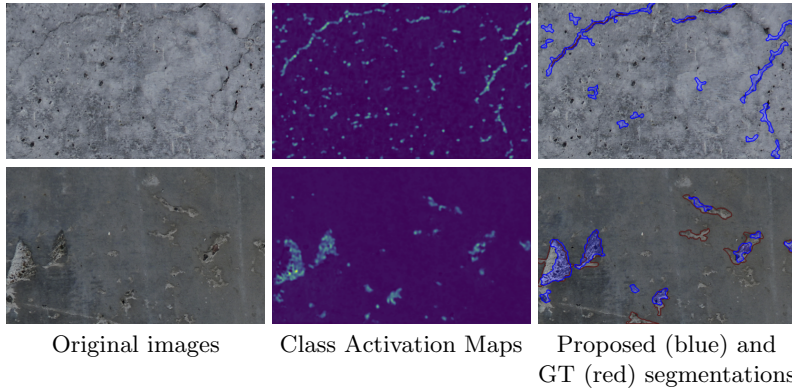 Original images
Class Activation Maps
Proposed (blue) and
GT (red) segmentations